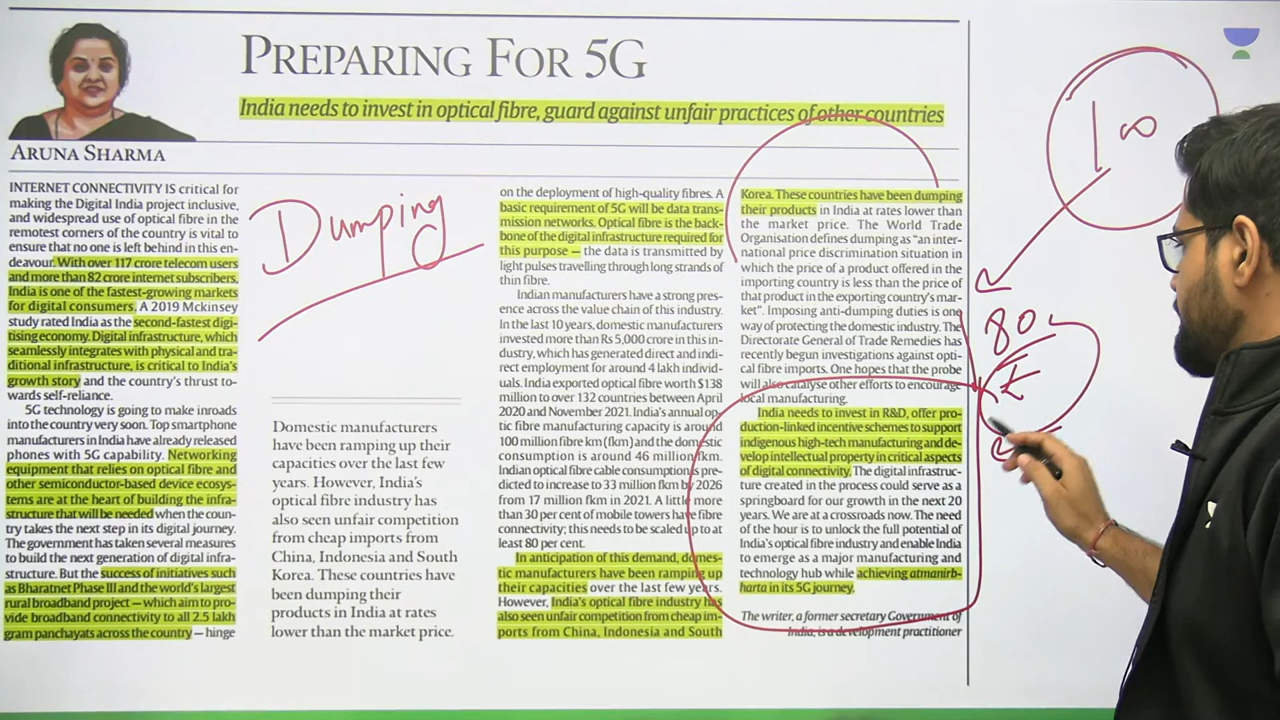 PREPARING FOR 5G
India needs to invest in optical fibre, guard against unfair practices of other countries
ARUNA SHARMA
INTERNET CONNECTIVITY IS critical for
making the Digital India project inclusive,
and widespread use of optical fibre in the
remotest corners of the country is vital to
ensure that no one is left behind in this en-
deavour. With over 117 crore telecom users
and more than 82 crore internet subscribers,
India is one of the fastest-growing markets
for digital consumers. A 2019 Mckinsey
study rated India as the second-fastest digi-
tising economy. Digital infrastructure, which
seamlessly integrates with physical and tra-
ditional infrastructure, is critical to India's
growth story and the country's thrust to-
wards self-reliance.
5G technology is going to make inroads
into the country very soon. Top smartphone
manufacturers in India have already released
phones with 5G capability. Networking
equipment that relies on optical fibre and
other semiconductor-based device ecosys-
tems are at the heart of building the infra-
structure that will be needed when the coun-
try takes the next step in its digital journey.
The government has taken several measures
to build the next generation of digital infra-
structure. But the success of initiatives such
as Bharatnet Phase III and the world's largest
rural broadband project — which aim to pro-
vide broadband connectivity to all 2.5 lakh
gram panchayats across the country — hinge
Dumping
Domestic manufacturers
have been ramping up their
capacities over the last few
years. However, India's
optical fibre industry has
also seen unfair competition
from cheap imports from
China, Indonesia and South
Korea. These countries have
been dumping their
products in India at rates
lower than the market price.
on the deployment of high-quality fibres. A
basic requirement of 5G will be data trans-
mission networks. Optical fibre is the back-
bone of the digital infrastructure required for
this purpose — the data is transmitted by
light pulses travelling through long strands of
thin fibre.
Indian manufacturers have a strong pres-
ence across the value chain of this industry.
In the last 10 years, domestic manufacturers
invested more than Rs 5,000 crore in this in-
dustry, which has generated direct and indi-
rect employment for around 4 lakh individ-
uals. India exported optical fibre worth $138
million to over 132 countries between April
2020 and November 2021. India's annual op-
tic fibre manufacturing capacity is around
100 million fibre km (fkm) and the domestic
consumption is around 46 million fkm.
Indian optical fibre cable consumption is pre-
dicted to increase to 33 million fkm by 2026
from 17 million fkm in 2021. A little more
than 30 per cent of mobile towers have fibre
connectivity; this needs to be scaled up to at
least 80 per cent.
In anticipation of this demand, domes-
tic manufacturers have been ramping up
their capacities over the last few years.
However, India's optical fibre industry has
also seen unfair competition from cheap im-
ports from China, Indonesia and South
Korea. These countries have been dumping
their products in India at rates lower than
the market price. The World Trade
Organisation defines dumping as "an inter-
national price discrimination situation in
which the price of a product offered in the
importing country is less than the price of
that product in the exporting country's mar-
ket". Imposing anti-dumping duties is one
way of protecting the domestic industry. The
Directorate General of Trade Remedies has
recently begun investigations against opti-
cal fibre imports. One hopes that the probe
will also catalyse other efforts to encourage
local manufacturing.
India needs to invest in R&D, offer pro-
duction-linked incentive schemes to support
indigenous high-tech manufacturing and de-
velop intellectual property in critical aspects
of digital connectivity. The digital infrastruc-
ture created in the process could serve as a
springboard for our growth in the next 20
years. We are at a crossroads now. The need
of the hour is to unlock the full potential of
India's optical fibre industry and enable India
to emerge as a major manufacturing and
technology hub while achieving atmanirb-
harta in its 5G journey.
The writer, a former secretary Government of
India, is a development practitioner
100
80